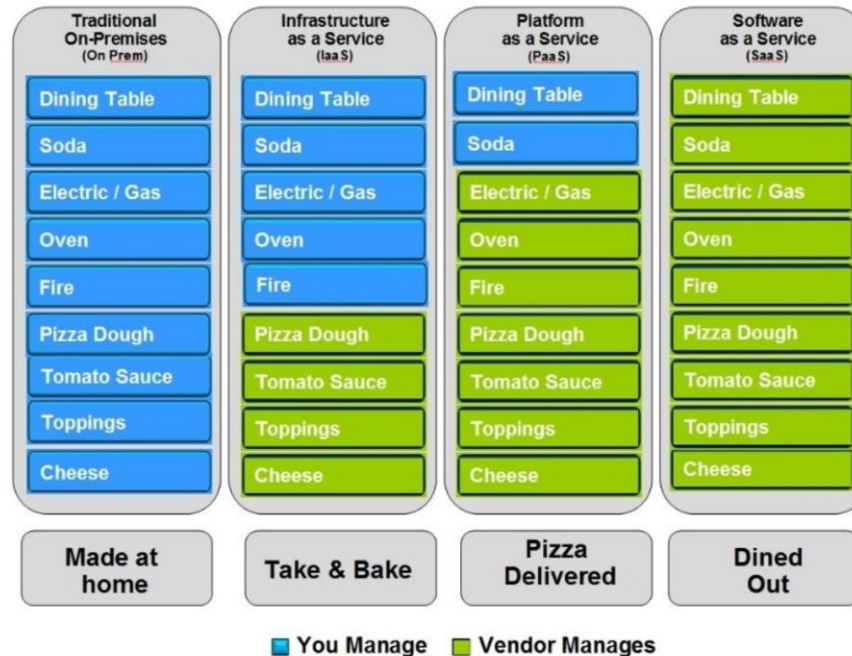 Traditional
On-Premises
(On Prem)
Dining Table
Soda
Electric / Gas
Oven
Fire
Pizza Dough
Tomato Sauce
Toppings
Cheese
Made at
home
Infrastructure
as a Service
(IaaS)
Dining Table
Soda
Electric / Gas
Oven
Fire
Pizza Dough
Tomato Sauce
Toppings
Cheese
Take & Bake
Platform
as a Service
(PaaS)
Dining Table
Soda
Electric / Gas
Oven
Fire
Pizza Dough
Tomato Sauce
Toppings
Cheese
Pizza
Delivered
Software
as a Service
(SaaS)
Dining Table
Soda
Electric / Gas
Oven
Fire
Pizza Dough
Tomato Sauce
Toppings
Cheese
Dined
Out
You Manage
Vendor Manages